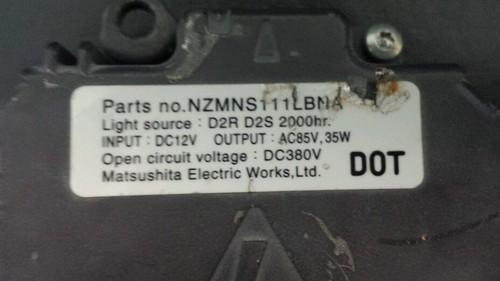 Parts no.NZMNS111LBNA
Light source : D2R D2S 2000hr.
INPUT : DC12V OUTPUT : AC85V, 35W
Open circuit voltage : DC380V
Matsushita Electric Works,Ltd.
DOT